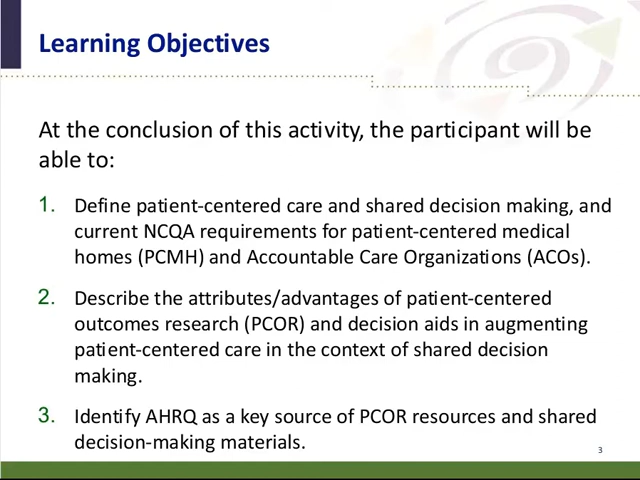 Learning Objectives
At the conclusion of this activity, the participant will be
able to:
1. Define patient-centered care and shared decision making, and
current NCQA requirements for patient-centered medical
homes (PCMH) and Accountable Care Organizations (ACOs).
2. Describe the attributes/advantages of patient-centered
outcomes research (PCOR) and decision aids in augmenting
patient-centered care in the context of shared decision
making.
3. Identify AHRQ as a key source of PCOR resources and shared
decision-making materials.
3